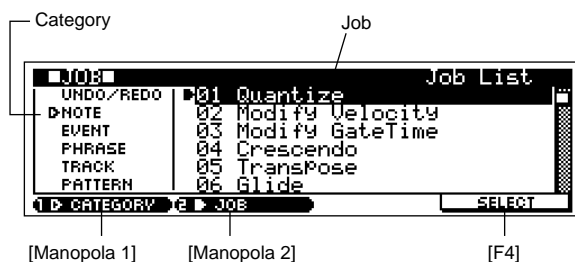 Category
Job
JOB Job List
UNDO/REDO 01 Quantize
NOTE 02 Modify Velocity
EVENT 03 Modify GateTime
PHRASE 04 Crescendo
TRACK 05 Transpose
PATTERN 06 Glide
1 CATEGORY 2 JOB SELECT
[Manopola 1] [Manopola 2] [F4]